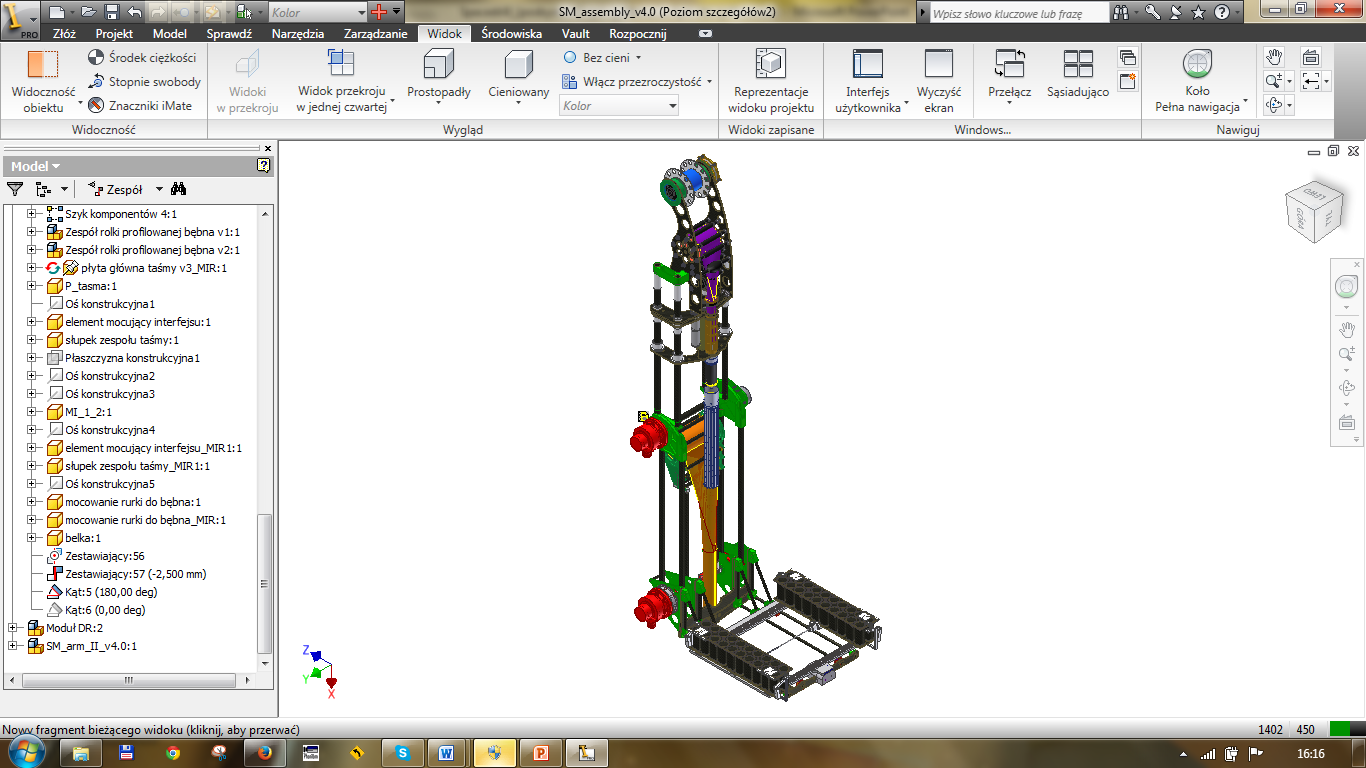 PRO
Kolor
SM_assembly_v4.0 (Poziom szczegółów2)
Wpisz słowo kluczowe lub frazę
Złóż Projekt Model Sprawdź Narzędzia Zarządzanie Widok Środowiska Vault Rozpocznij
Widoczność obiektu
Środek ciężkości
Stopnie swobody
Znaczniki iMate
Widoki w przekroju
Widok przekroju w jednej czwartej
Prostopadły
Cieniowany
Bez cieni
Włącz przezroczystość
Kolor
Reprezentacje widoku projektu
Interfejs użytkownika
Wyczyść ekran
Przełącz
Sąsiadująco
Koło
Pełna nawigacja
Widoczność
Wygląd
Widoki zapisane
Windows...
Nawiguj
Model
Zespół
Szyk komponentów 4:1
Zespół rolki profilowanej bębna v1:1
Zespół rolki profilowanej bębna v2:1
płyta główna taśmy v3_MIR:1
P_tasma:1
Oś konstrukcyjna1
element mocujący interfejsu:1
słupek zespołu taśmy:1
Płaszczyzna konstrukcyjna1
Oś konstrukcyjna2
Oś konstrukcyjna3
MI_1_2:1
Oś konstrukcyjna4
element mocujący interfejsu_MIR1:1
słupek zespołu taśmy_MIR1:1
Oś konstrukcyjna5
mocowanie rurki do bębna:1
mocowanie rurki do bębna_MIR:1
belka:1
Zestawiający:56
Zestawiający:57 (-2,500 mm)
Kąt:5 (180,00 deg)
Kąt:6 (0,00 deg)
Moduł DR:2
SM_arm_II_v4.0:1
Z
Y
X
Nowy fragment bieżącego widoku (kliknij, aby przerwać)
1402 450
16:16